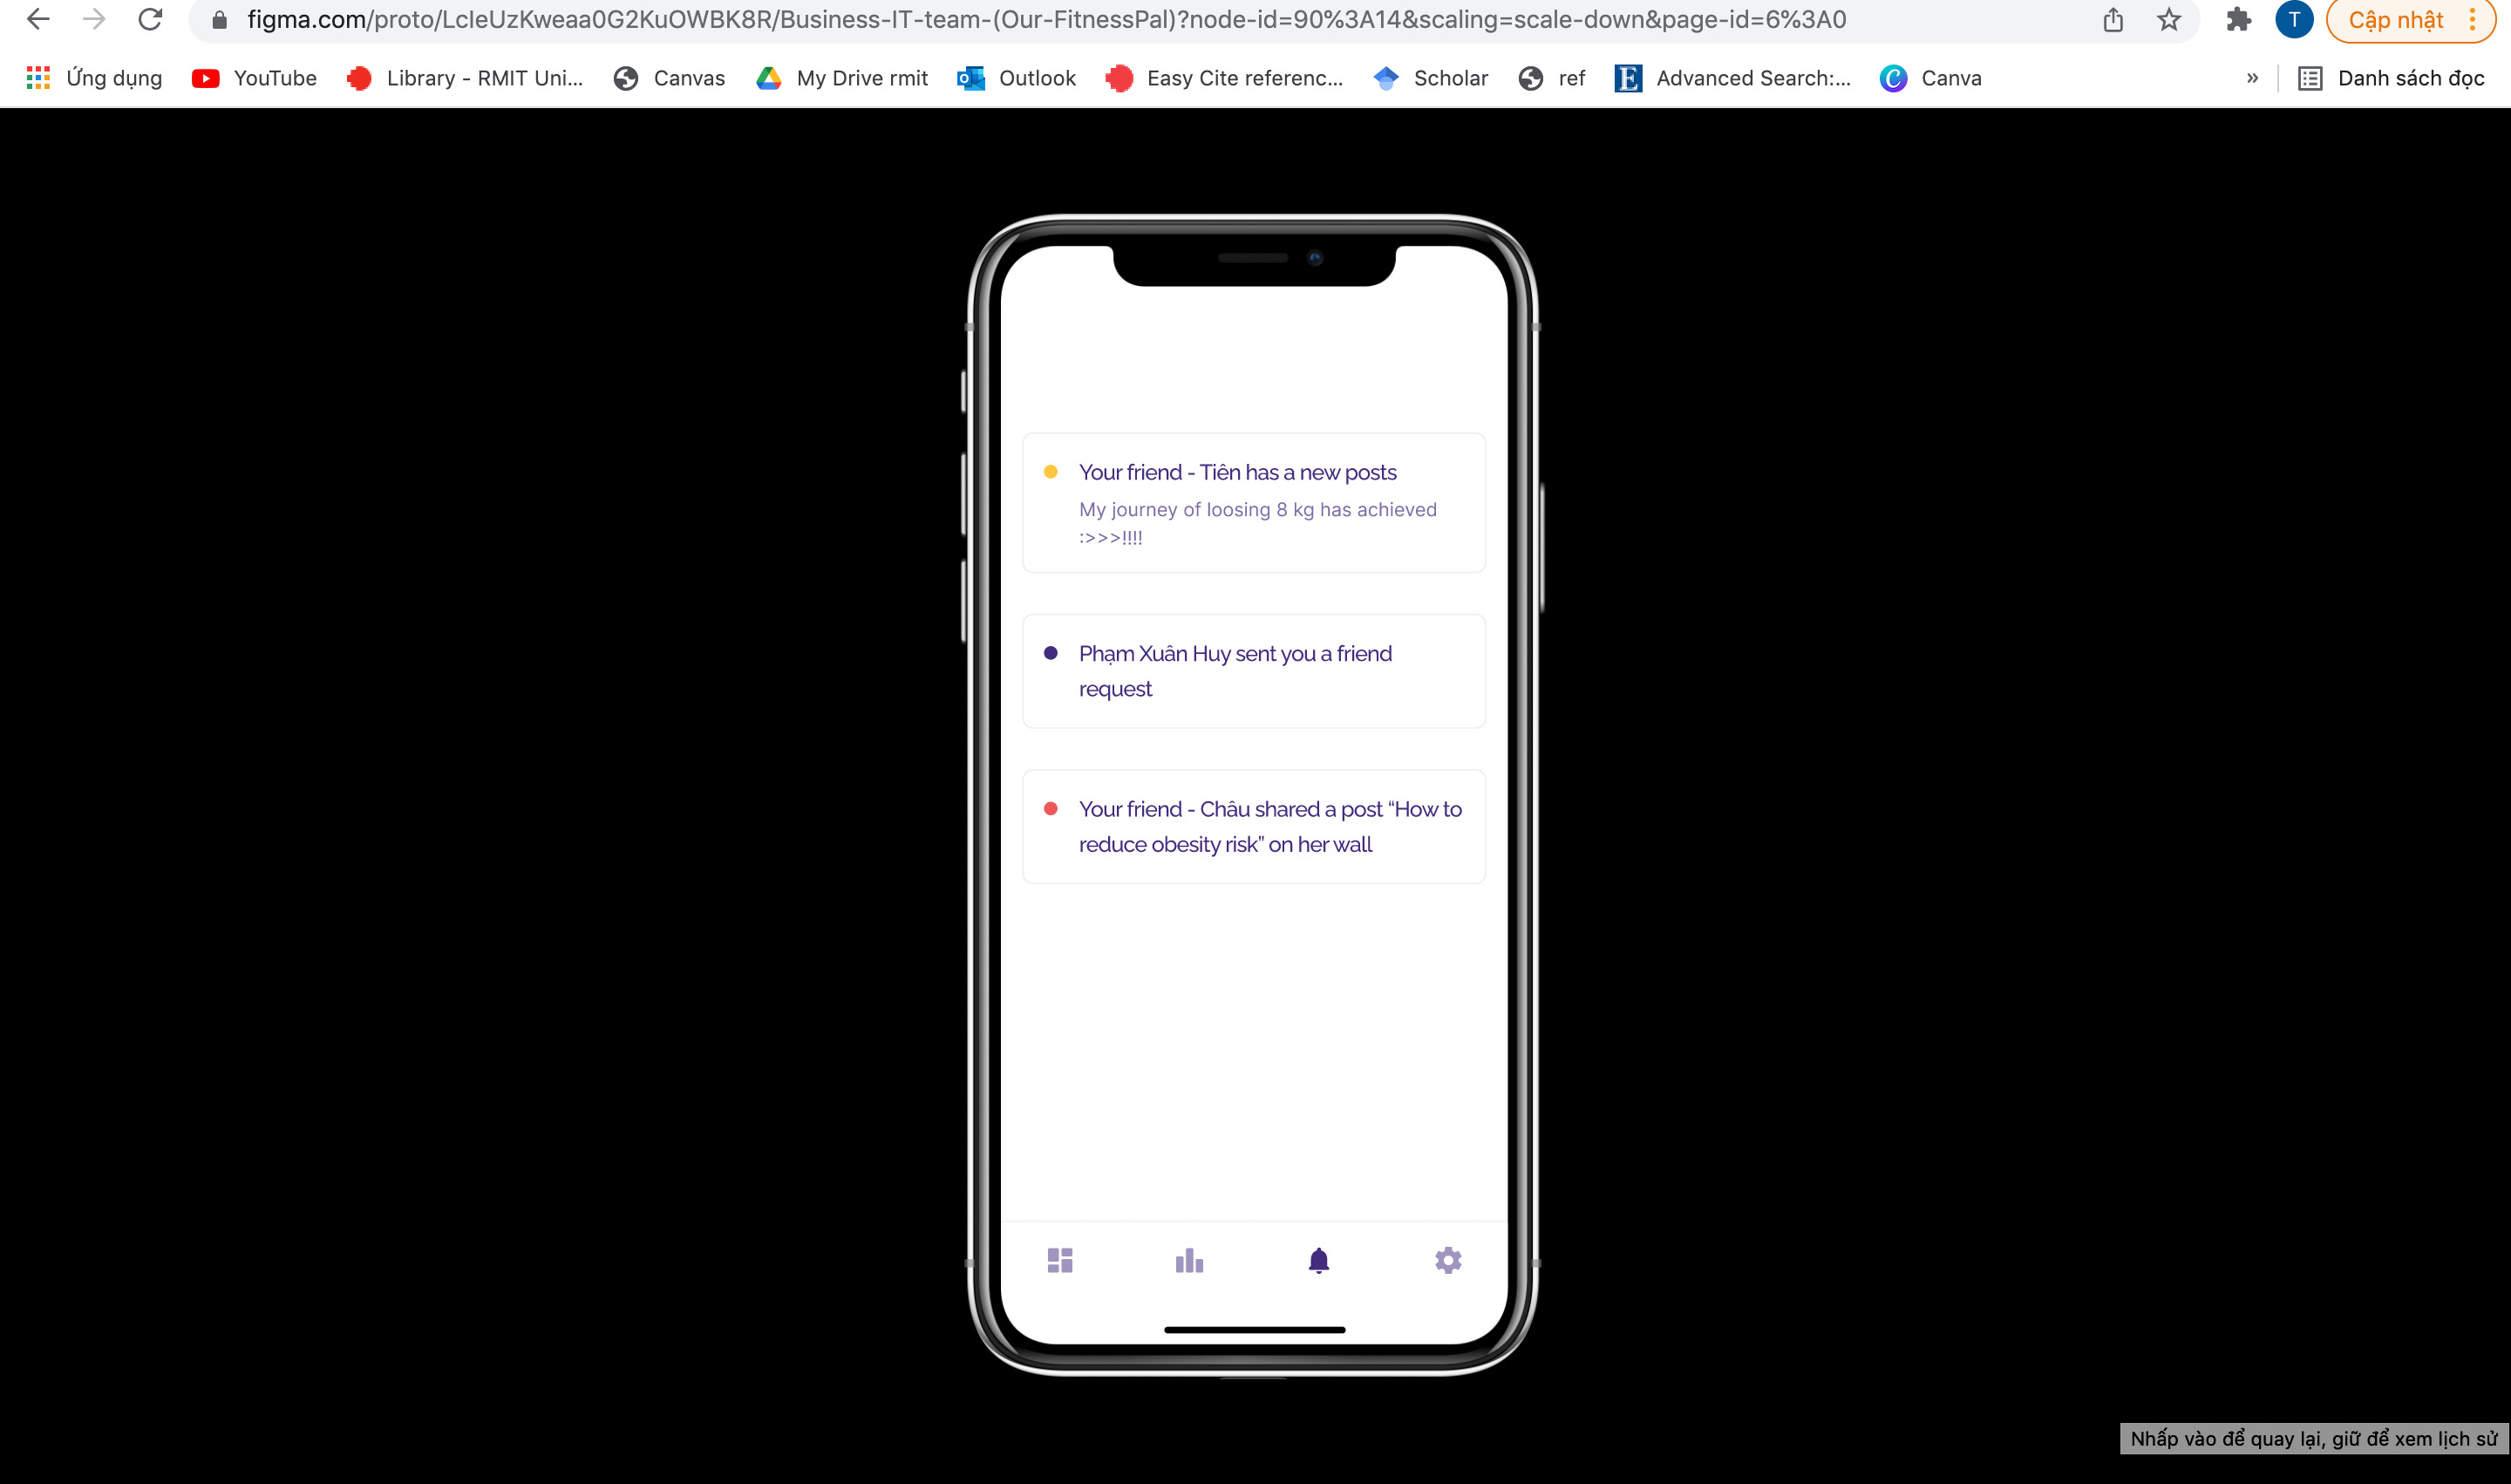 figma.com/proto/LcIeUzKweaa0G2KuOWBK8R/Business-IT-team-(Our-FitnessPal)?node-id=90%3A14&scaling=scale-down&page-id=6%3A0
T
Cập nhật
Ứng dụng
YouTube
Library - RMIT Uni...
Canvas
My Drive rmit
Outlook
Easy Cite referenc...
Scholar
ref
E
Advanced Search:...
Canva
»
Danh sách đọc
Your friend - Tiên has a new posts
My journey of loosing 8 kg has achieved
:>>>!!!!
Phạm Xuân Huy sent you a friend
request
Your friend - Châu shared a post “How to
reduce obesity risk” on her wall
Nhấp vào để quay lại, giữ để xem lịch sử